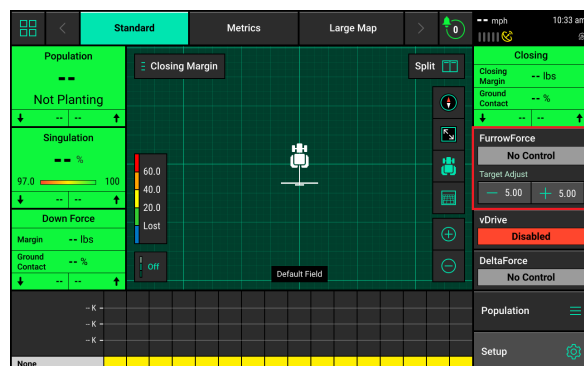 Standard
Metrics
Large Map
0
-- mph
10:33 am
Population
--
Not Planting
-- --
Singulation
-- %
97.0 100
-- --
Down Force
Margin -- lbs
Ground Contact -- %
-- --
Closing Margin
Split
60.0
40.0
20.0
Lost
Off
Default Field
Closing
Closing Margin -- lbs
Ground Contact -- %
-- --
FurrowForce
No Control
Target Adjust
— 5.00 + 5.00
vDrive
Disabled
DeltaForce
No Control
Population
Setup
-- K -
-- K -
None